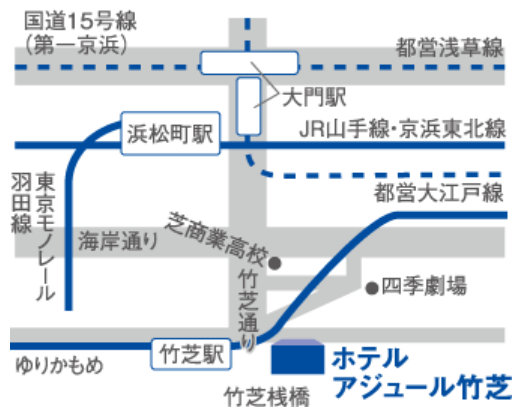 国道15号線
(第一京浜)
都営浅草線
大門駅
浜松町駅
JR山手線・京浜東北線
東京モノレール
羽田線
都営大江戸線
海岸通り
芝商業高校
竹芝通り
四季劇場
ゆりかもめ
竹芝駅
ホテル
アジュール竹芝
竹芝桟橋